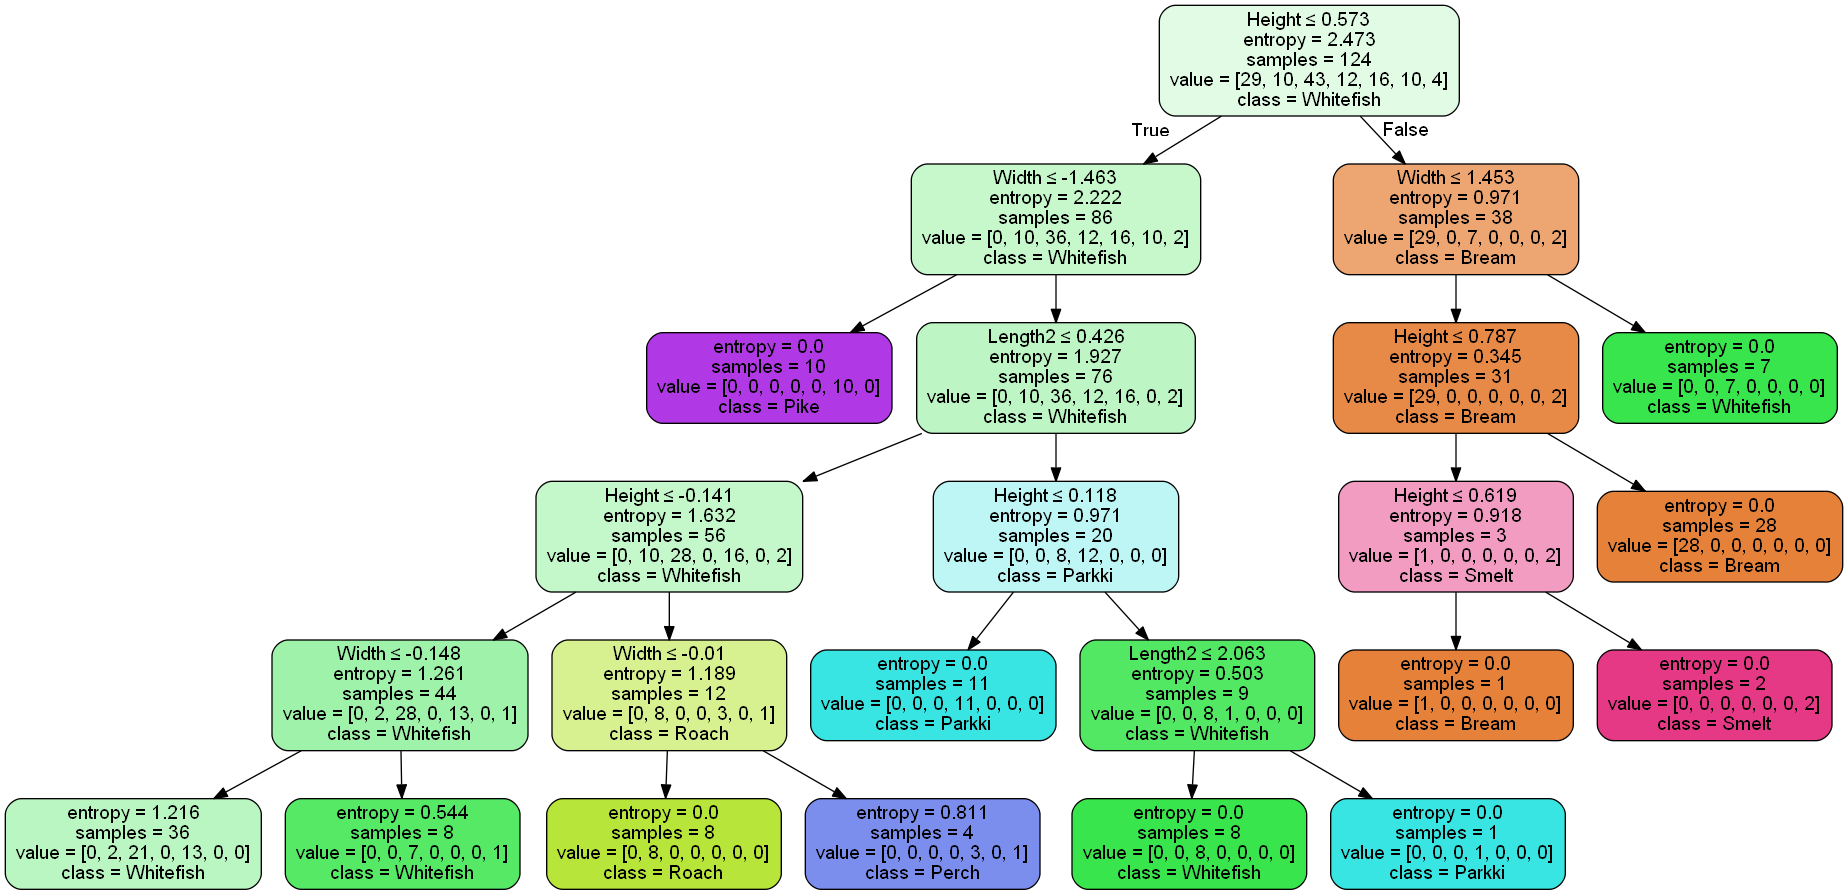 Height ≤ 0.573
entropy = 2.473
samples = 124
value = [29, 10, 43, 12, 16, 10, 4]
class = Whitefish
True
False
Width ≤ -1.463
entropy = 2.222
samples = 86
value = [0, 10, 36, 12, 16, 10, 2]
class = Whitefish
Width ≤ 1.453
entropy = 0.971
samples = 38
value = [29, 0, 7, 0, 0, 0, 2]
class = Bream
entropy = 0.0
samples = 10
value = [0, 0, 0, 0, 0, 10, 0]
class = Pike
Length2 ≤ 0.426
entropy = 1.927
samples = 76
value = [0, 10, 36, 12, 16, 0, 2]
class = Whitefish
Height ≤ 0.787
entropy = 0.345
samples = 31
value = [29, 0, 0, 0, 0, 0, 2]
class = Bream
entropy = 0.0
samples = 7
value = [0, 0, 7, 0, 0, 0, 0]
class = Whitefish
Height ≤ -0.141
entropy = 1.632
samples = 56
value = [0, 10, 28, 0, 16, 0, 2]
class = Whitefish
Height ≤ 0.118
entropy = 0.971
samples = 20
value = [0, 0, 8, 12, 0, 0, 0]
class = Parkki
Height ≤ 0.619
entropy = 0.918
samples = 3
value = [1, 0, 0, 0, 0, 0, 2]
class = Smelt
entropy = 0.0
samples = 28
value = [28, 0, 0, 0, 0, 0, 0]
class = Bream
Width ≤ -0.148
entropy = 1.261
samples = 44
value = [0, 2, 28, 0, 13, 0, 1]
class = Whitefish
Width ≤ -0.01
entropy = 1.189
samples = 12
value = [0, 8, 0, 0, 3, 0, 1]
class = Roach
entropy = 0.0
samples = 11
value = [0, 0, 0, 11, 0, 0, 0]
class = Parkki
Length2 ≤ 2.063
entropy = 0.503
samples = 9
value = [0, 0, 8, 1, 0, 0, 0]
class = Whitefish
entropy = 0.0
samples = 1
value = [1, 0, 0, 0, 0, 0, 0]
class = Bream
entropy = 0.0
samples = 2
value = [0, 0, 0, 0, 0, 0, 2]
class = Smelt
entropy = 1.216
samples = 36
value = [0, 2, 21, 0, 13, 0, 0]
class = Whitefish
entropy = 0.544
samples = 8
value = [0, 0, 7, 0, 0, 0, 1]
class = Whitefish
entropy = 0.0
samples = 8
value = [0, 8, 0, 0, 0, 0, 0]
class = Roach
entropy = 0.811
samples = 4
value = [0, 0, 0, 0, 3, 0, 1]
class = Perch
entropy = 0.0
samples = 8
value = [0, 0, 8, 0, 0, 0, 0]
class = Whitefish
entropy = 0.0
samples = 1
value = [0, 0, 0, 1, 0, 0, 0]
class = Parkki